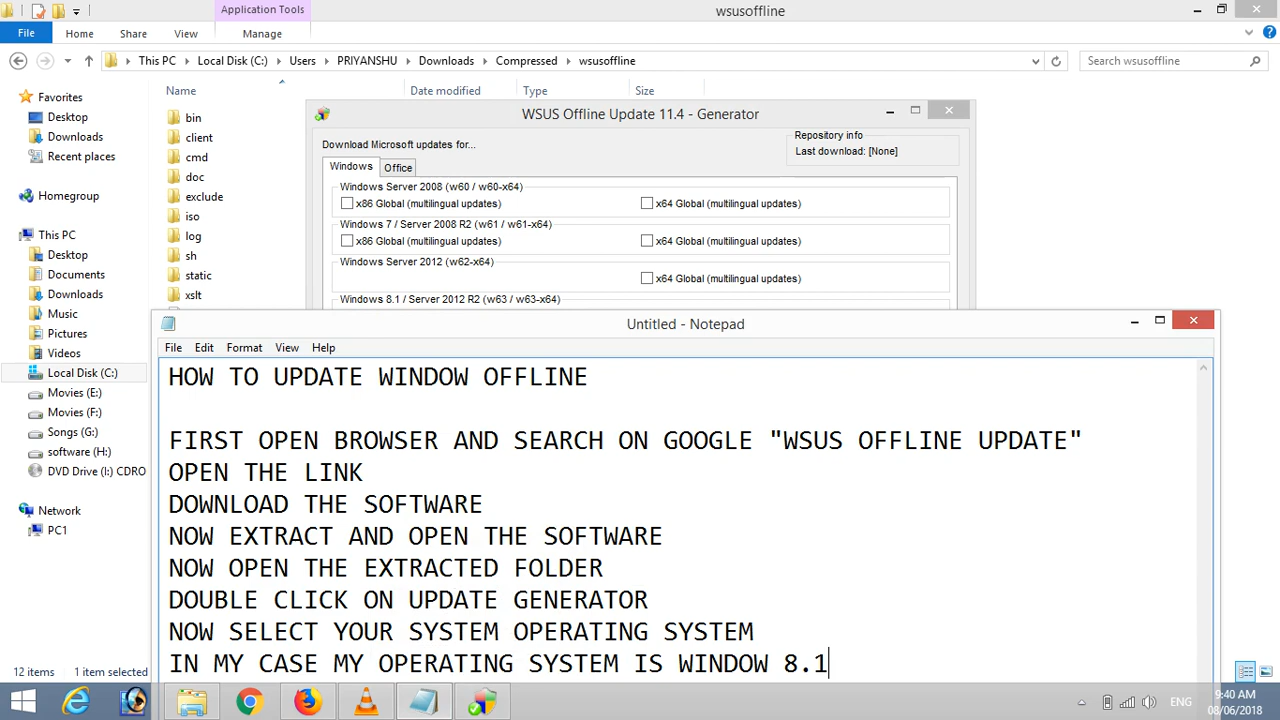 Application Tools
wsusoffline
File
Home
Share
View
Manage
This PC
Local Disk (C:)
Users
PRIYANSHU
Downloads
Compressed
wsusoffline
Search wsusoffline
Favorites
Desktop
Downloads
Recent places
Homegroup
This PC
Desktop
Documents
Downloads
Music
Pictures
Videos
Local Disk (C:)
Movies (E:)
Movies (F:)
Songs (G:)
software (H:)
DVD Drive (I:) CDRO
Network
PC1
Name
Date modified
Type
Size
bin
client
cmd
doc
exclude
iso
log
sh
static
xslt
WSUS Offline Update 11.4 - Generator
Download Microsoft updates for...
Repository info
Last download: [None]
Windows
Office
Windows Server 2008 (w60 / w60-x64)
x86 Global (multilingual updates)
x64 Global (multilingual updates)
Windows 7 / Server 2008 R2 (w61 / w61-x64)
x86 Global (multilingual updates)
x64 Global (multilingual updates)
Windows Server 2012 (w62-x64)
x64 Global (multilingual updates)
Windows 8.1 / Server 2012 R2 (w63 / w63-x64)
Untitled - Notepad
File
Edit
Format
View
Help
HOW TO UPDATE WINDOW OFFLINE
FIRST OPEN BROWSER AND SEARCH ON GOOGLE "WSUS OFFLINE UPDATE"
OPEN THE LINK
DOWNLOAD THE SOFTWARE
NOW EXTRACT AND OPEN THE SOFTWARE
NOW OPEN THE EXTRACTED FOLDER
DOUBLE CLICK ON UPDATE GENERATOR
NOW SELECT YOUR SYSTEM OPERATING SYSTEM
IN MY CASE MY OPERATING SYSTEM IS WINDOW 8.1
12 items
1 item selected
ENG
9:40 AM
08/06/2018